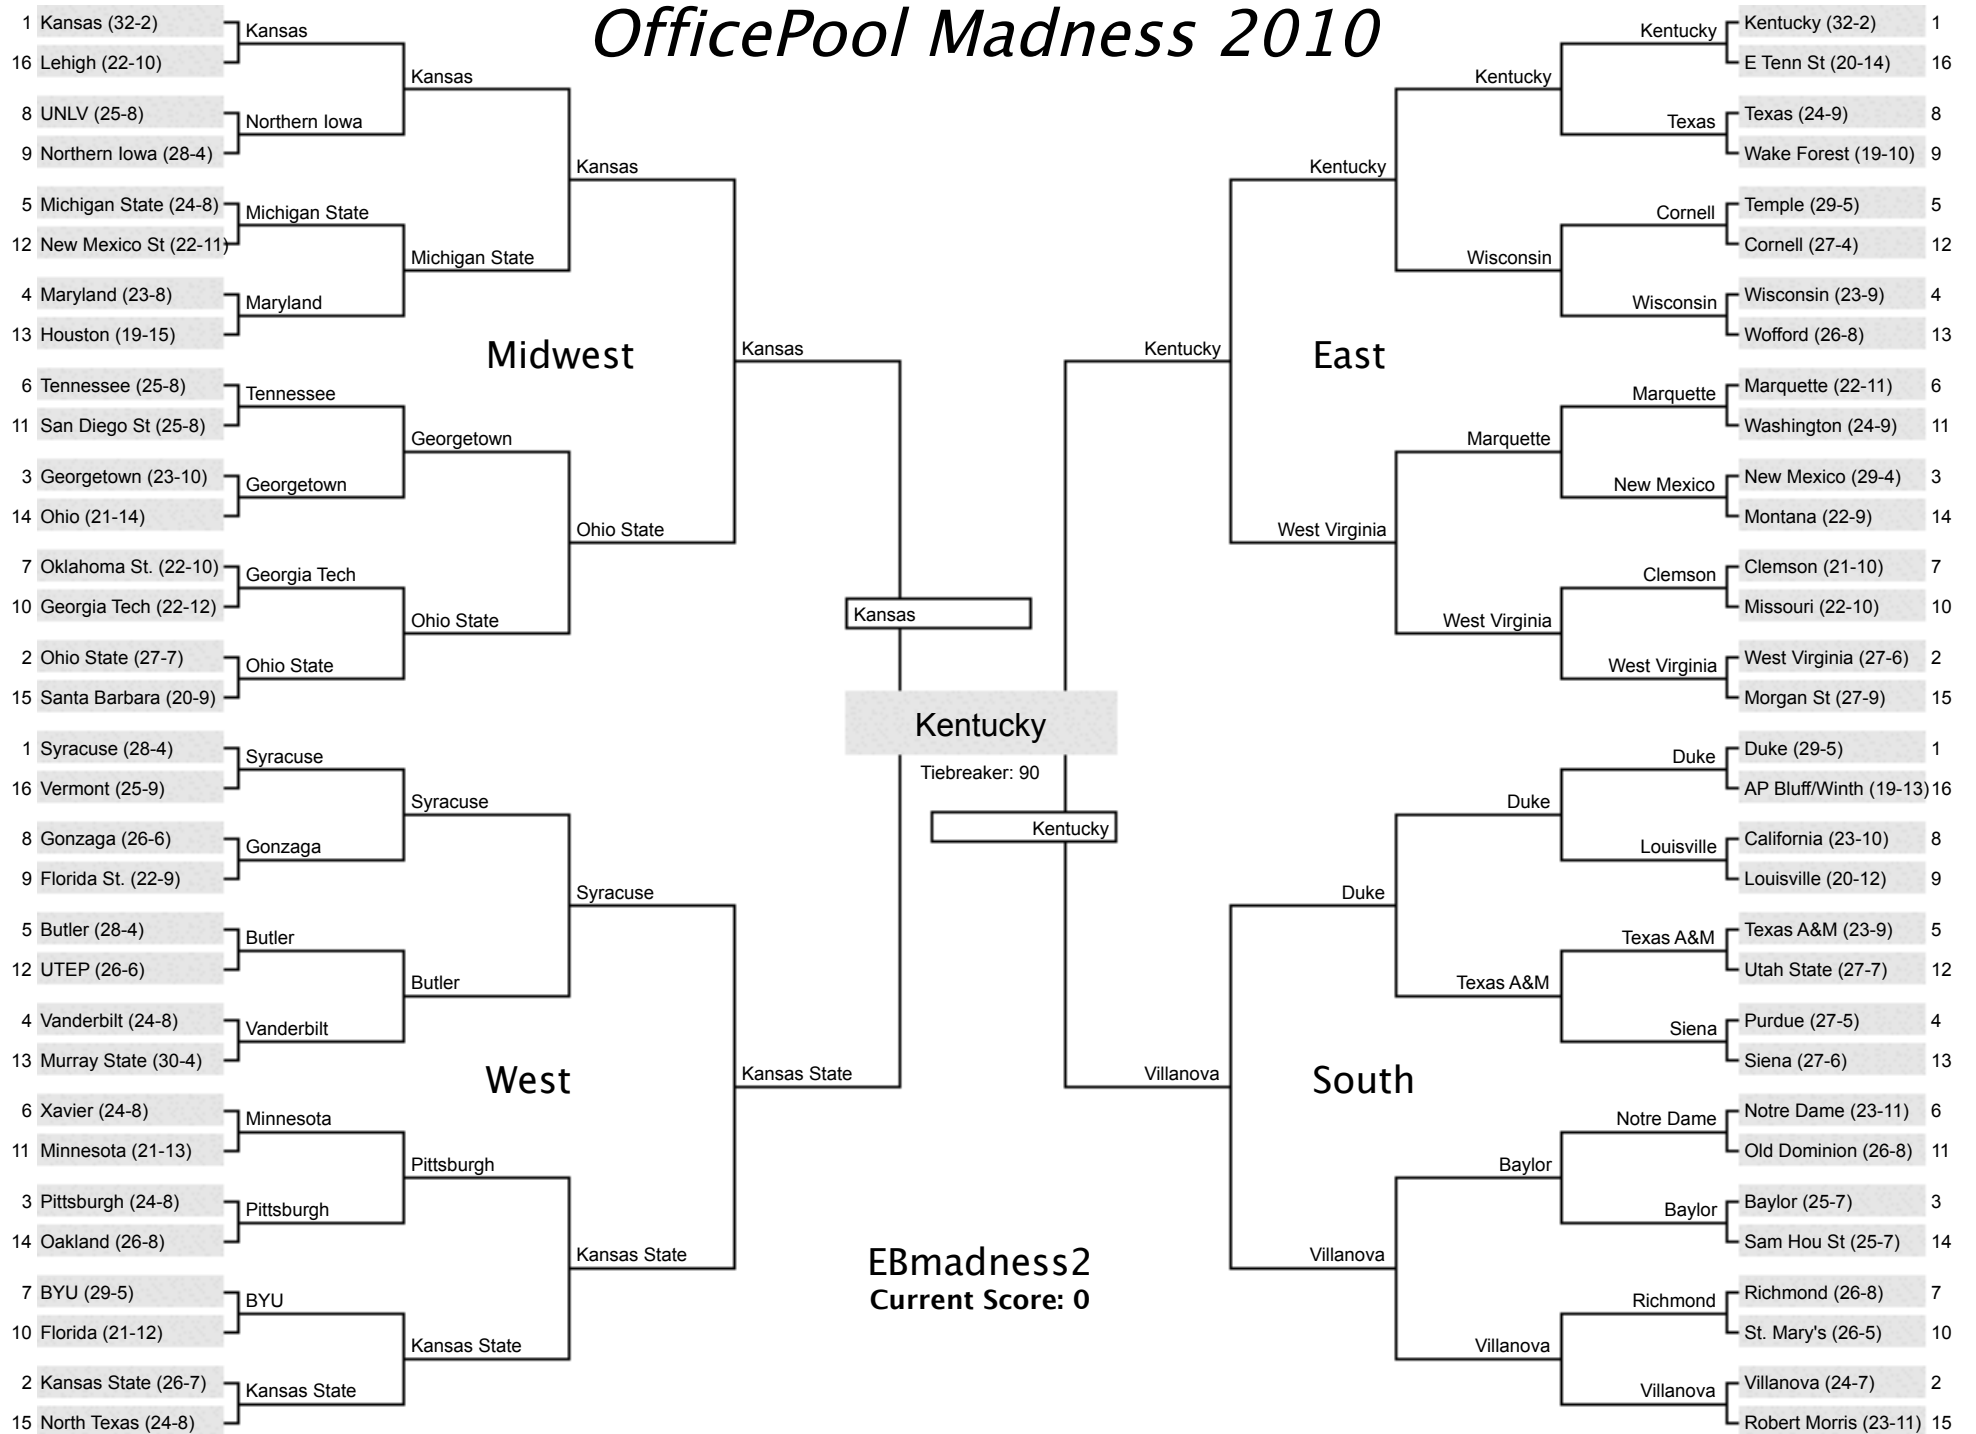 OfficePool Madness 2010
1 Kansas (32-2)
Kansas
16 Lehigh (22-10)
Kansas
8 UNLV (25-8)
Northern Iowa
9 Northern Iowa (28-4)
Kansas
5 Michigan State (24-8)
Michigan State
12 New Mexico St (22-11)
Michigan State
4 Maryland (23-8)
Maryland
13 Houston (19-15)
Midwest
Kansas
6 Tennessee (25-8)
Tennessee
11 San Diego St (25-8)
Georgetown
3 Georgetown (23-10)
Georgetown
14 Ohio (21-14)
Ohio State
7 Oklahoma St. (22-10)
Georgia Tech
10 Georgia Tech (22-12)
Ohio State
2 Ohio State (27-7)
Ohio State
15 Santa Barbara (20-9)
1 Syracuse (28-4)
Syracuse
16 Vermont (25-9)
Syracuse
8 Gonzaga (26-6)
Gonzaga
9 Florida St. (22-9)
Syracuse
5 Butler (28-4)
Butler
12 UTEP (26-6)
Butler
4 Vanderbilt (24-8)
Vanderbilt
13 Murray State (30-4)
West
Kansas State
6 Xavier (24-8)
Minnesota
11 Minnesota (21-13)
Pittsburgh
3 Pittsburgh (24-8)
Pittsburgh
14 Oakland (26-8)
Kansas State
7 BYU (29-5)
BYU
10 Florida (21-12)
Kansas State
2 Kansas State (26-7)
Kansas State
15 North Texas (24-8)
Kansas
Kentucky
Tiebreaker: 90
Kentucky
EBmadness2
Current Score: 0
Kentucky (32-2) 1
Kentucky
E Tenn St (20-14) 16
Kentucky
Texas (24-9) 8
Texas
Wake Forest (19-10) 9
Kentucky
Temple (29-5) 5
Cornell
Cornell (27-4) 12
Wisconsin
Wisconsin (23-9) 4
Wisconsin
Wofford (26-8) 13
Kentucky
East
Marquette (22-11) 6
Marquette
Washington (24-9) 11
Marquette
New Mexico (29-4) 3
New Mexico
Montana (22-9) 14
West Virginia
Clemson (21-10) 7
Clemson
Missouri (22-10) 10
West Virginia
West Virginia (27-6) 2
West Virginia
Morgan St (27-9) 15
Duke (29-5) 1
Duke
AP Bluff/Winth (19-13) 16
Duke
California (23-10) 8
Louisville
Louisville (20-12) 9
Duke
Texas A&M (23-9) 5
Texas A&M
Utah State (27-7) 12
Texas A&M
Purdue (27-5) 4
Siena
Siena (27-6) 13
Villanova
South
Notre Dame (23-11) 6
Notre Dame
Old Dominion (26-8) 11
Baylor
Baylor (25-7) 3
Baylor
Sam Hou St (25-7) 14
Villanova
Richmond (26-8) 7
Richmond
St. Mary's (26-5) 10
Villanova
Villanova (24-7) 2
Villanova
Robert Morris (23-11) 15